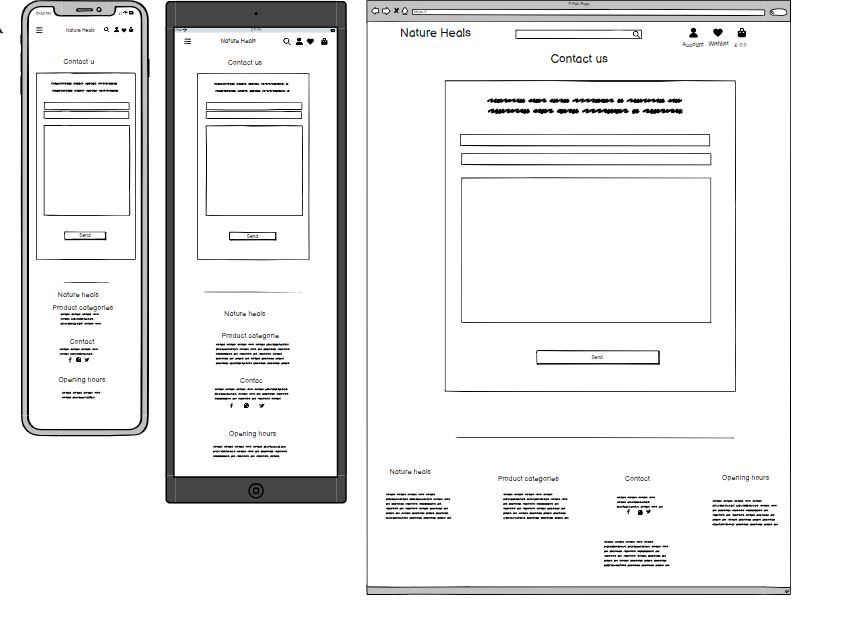 Nature Heals
Contact u
Send
Nature heals
Product categories
Contact
Opening hours
Nature Heals
Contact us
Send
Nature heals
Product categorie
Contac
Opening hours
A Web Page
https://
Nature Heals
Account Wishlist £ 0.0
Contact us
Send
Nature heals
Product categories
Contact
Opening hours